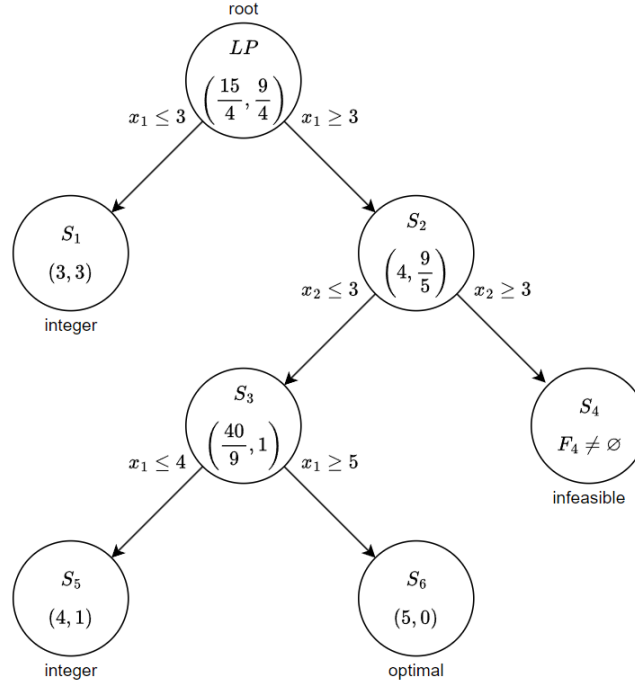 root
LP
(15/4, 9/4)
x₁ ≤ 3
x₁ ≥ 3
S₁
(3, 3)
integer
S₂
(4, 9/5)
x₂ ≤ 3
x₂ ≥ 3
S₃
(40/9, 1)
S₄
F₄ ≠ ∅
infeasible
x₁ ≤ 4
x₁ ≥ 5
S₅
(4, 1)
integer
S₆
(5, 0)
optimal